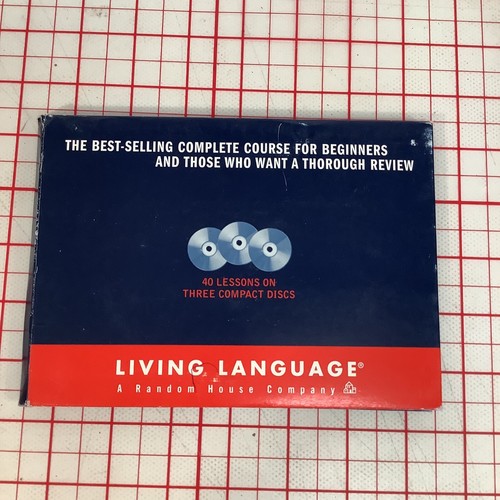 THE BEST-SELLING COMPLETE COURSE FOR BEGINNERS
AND THOSE WHO WANT A THOROUGH REVIEW
40 LESSONS ON
THREE COMPACT DISCS
LIVING LANGUAGE®
A Random House Company